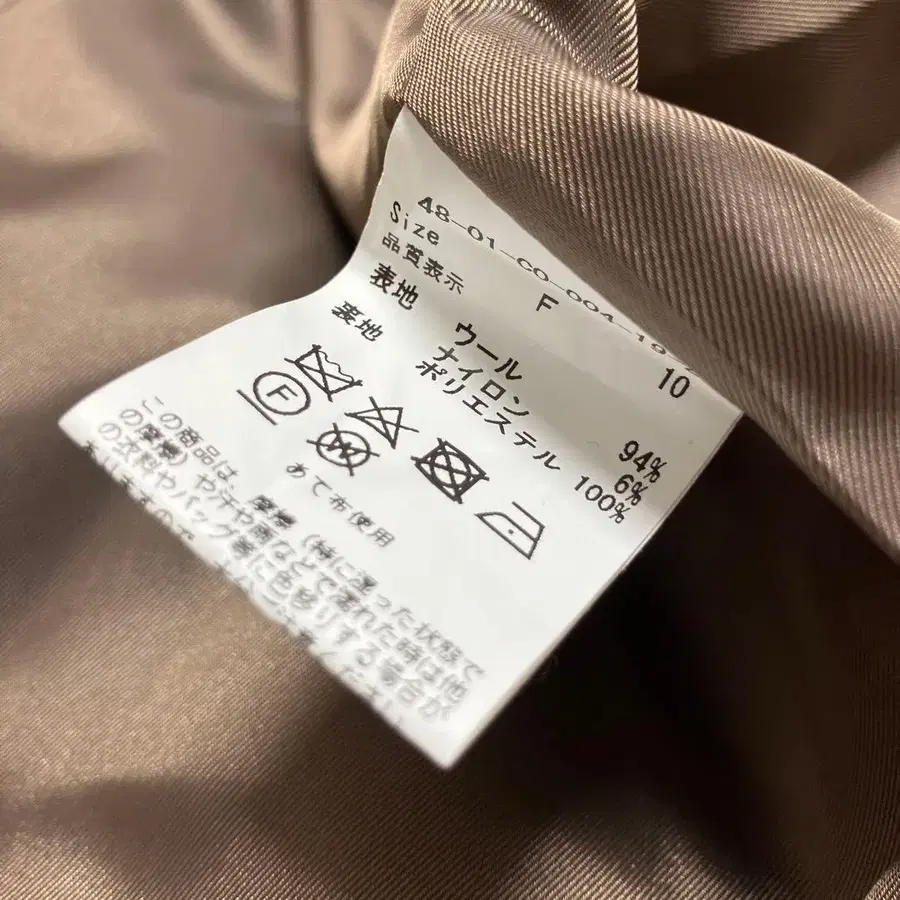 48-01-CO-004-19-
Size F 10
品質表示
表地 ウール 94%
ナイロン 6%
裏地 ポリエステル 100%
F W
あて布使用
この商品は、摩擦(特に湿った状態で
の摩擦)や汗や雨などで濡れた時は他
の衣料やバッグ等に色移りする場合が